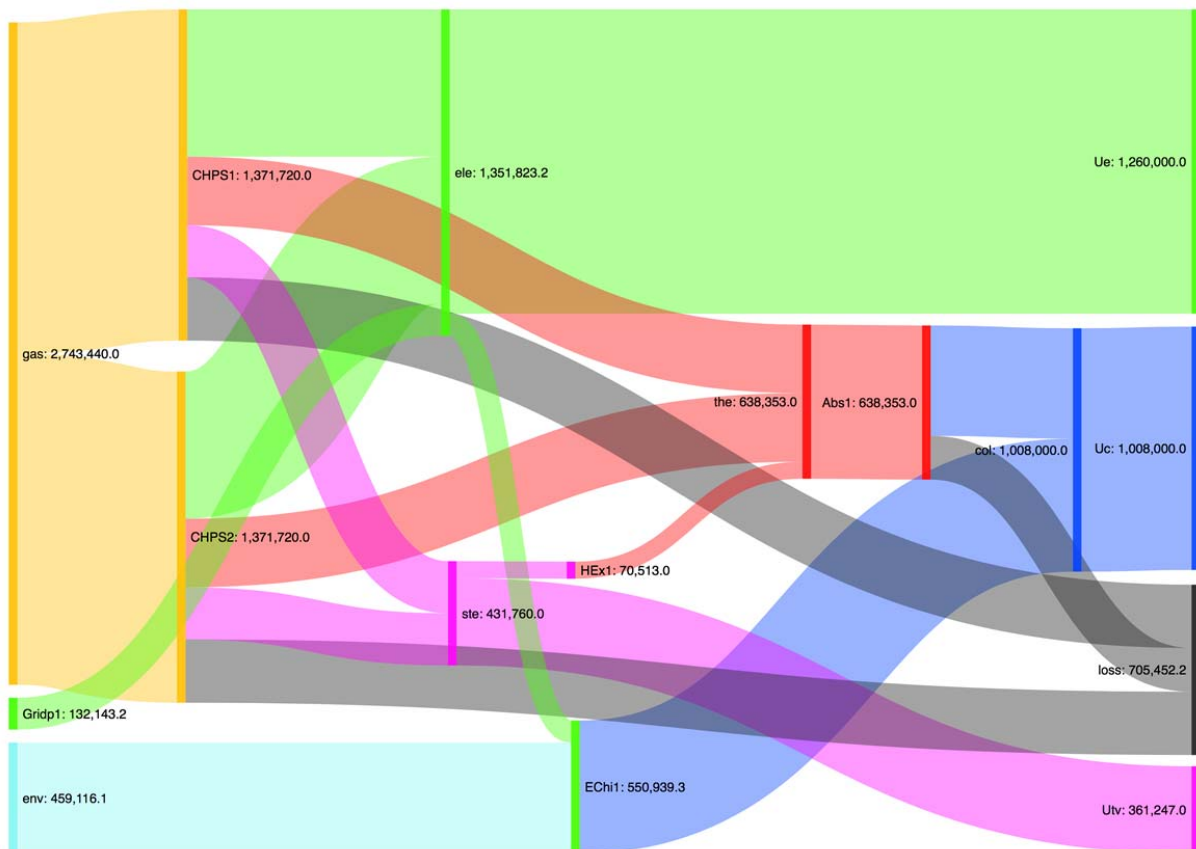 Ue: 1,260,000.0
CHPS1: 1,371,720.0
ele: 1,351,823.2
gas: 2,743,440.0
the: 638,353.0
Abs1: 638,353.0
col: 1,008,000.0
Uc: 1,008,000.0
CHPS2: 1,371,720.0
HEx1: 70,513.0
ste: 431,760.0
loss: 705,452.2
Gridp1: 132,143.2
EChi1: 550,939.3
env: 459,116.1
Utv: 361,247.0